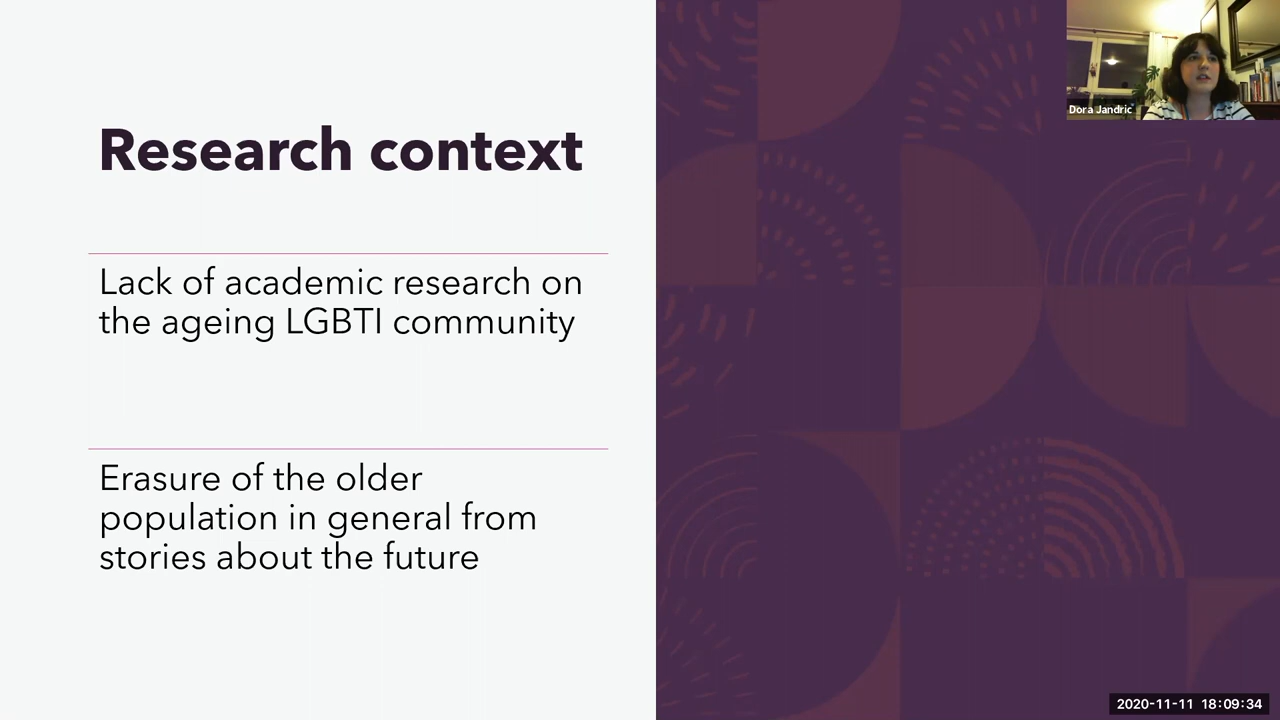 Dora Jandric
Research context
Lack of academic research on
the ageing LGBTI community
Erasure of the older
population in general from
stories about the future
2020-11-11 18:09:34